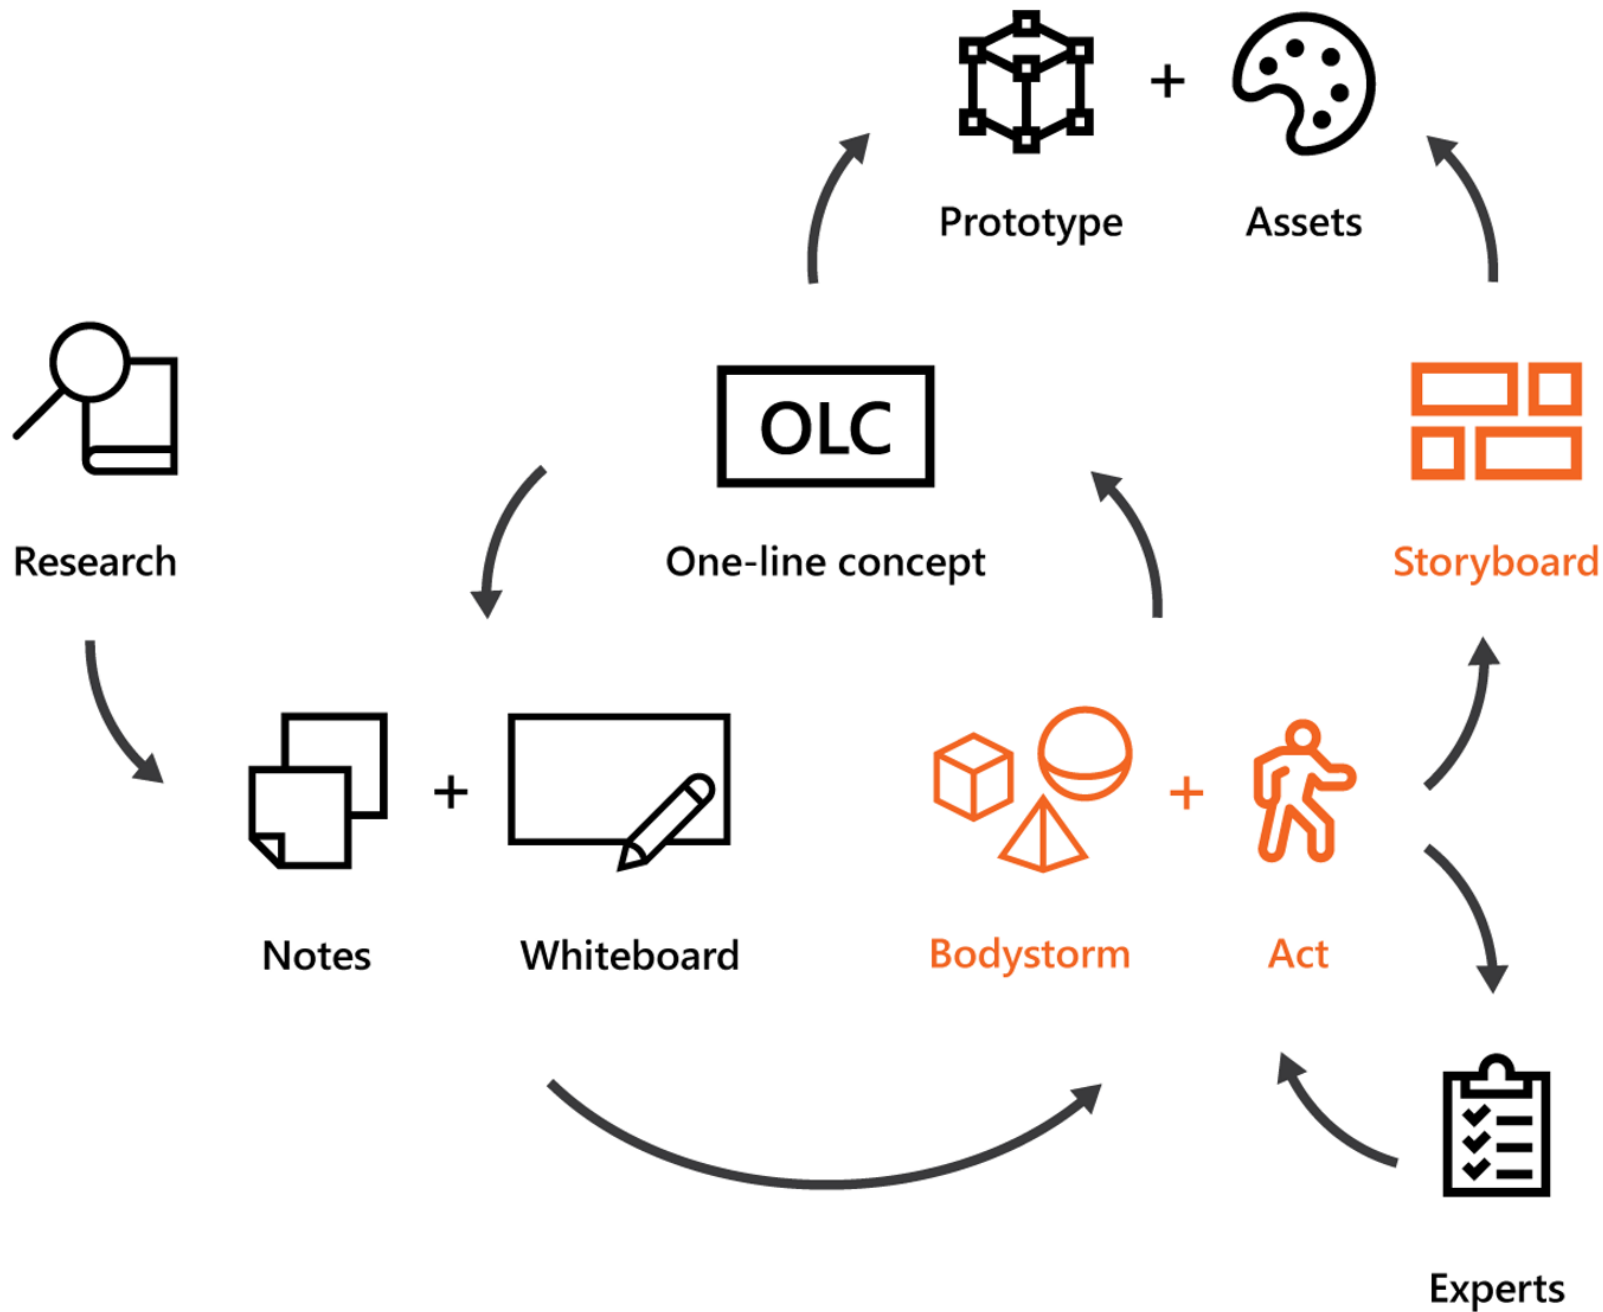 +
Prototype
Assets
OLC
One-line concept
Research
Storyboard
+
+
Notes
Whiteboard
Bodystorm
Act
Experts